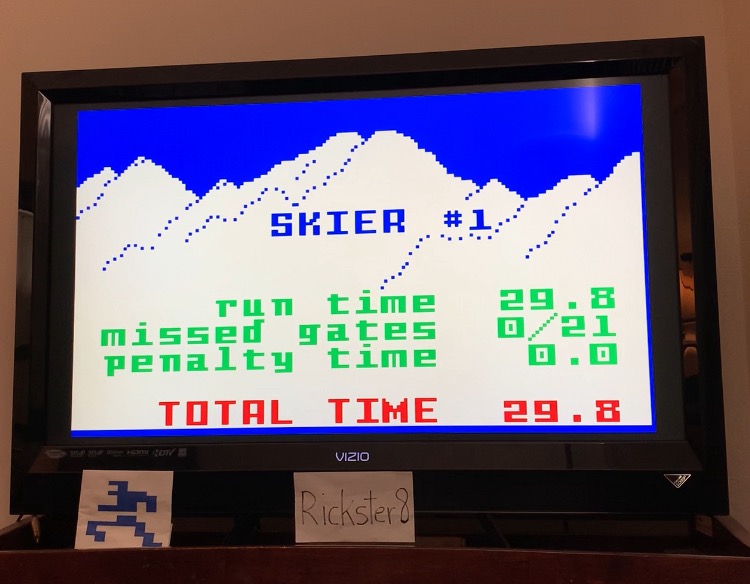 SKIER #1
run time 29.8
missed gates 0/21
penalty time 0.0
TOTAL TIME 29.8
VIZIO
Rickster8